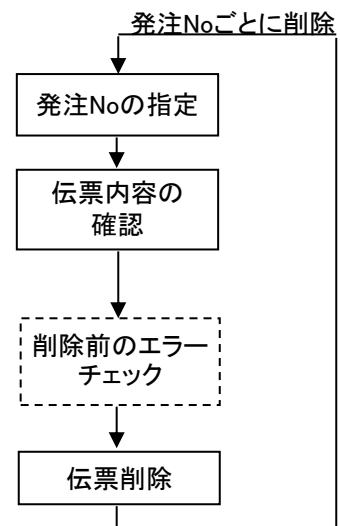 発注Noごとに削除
発注Noの指定
伝票内容の
確認
削除前のエラー
チェック
伝票削除